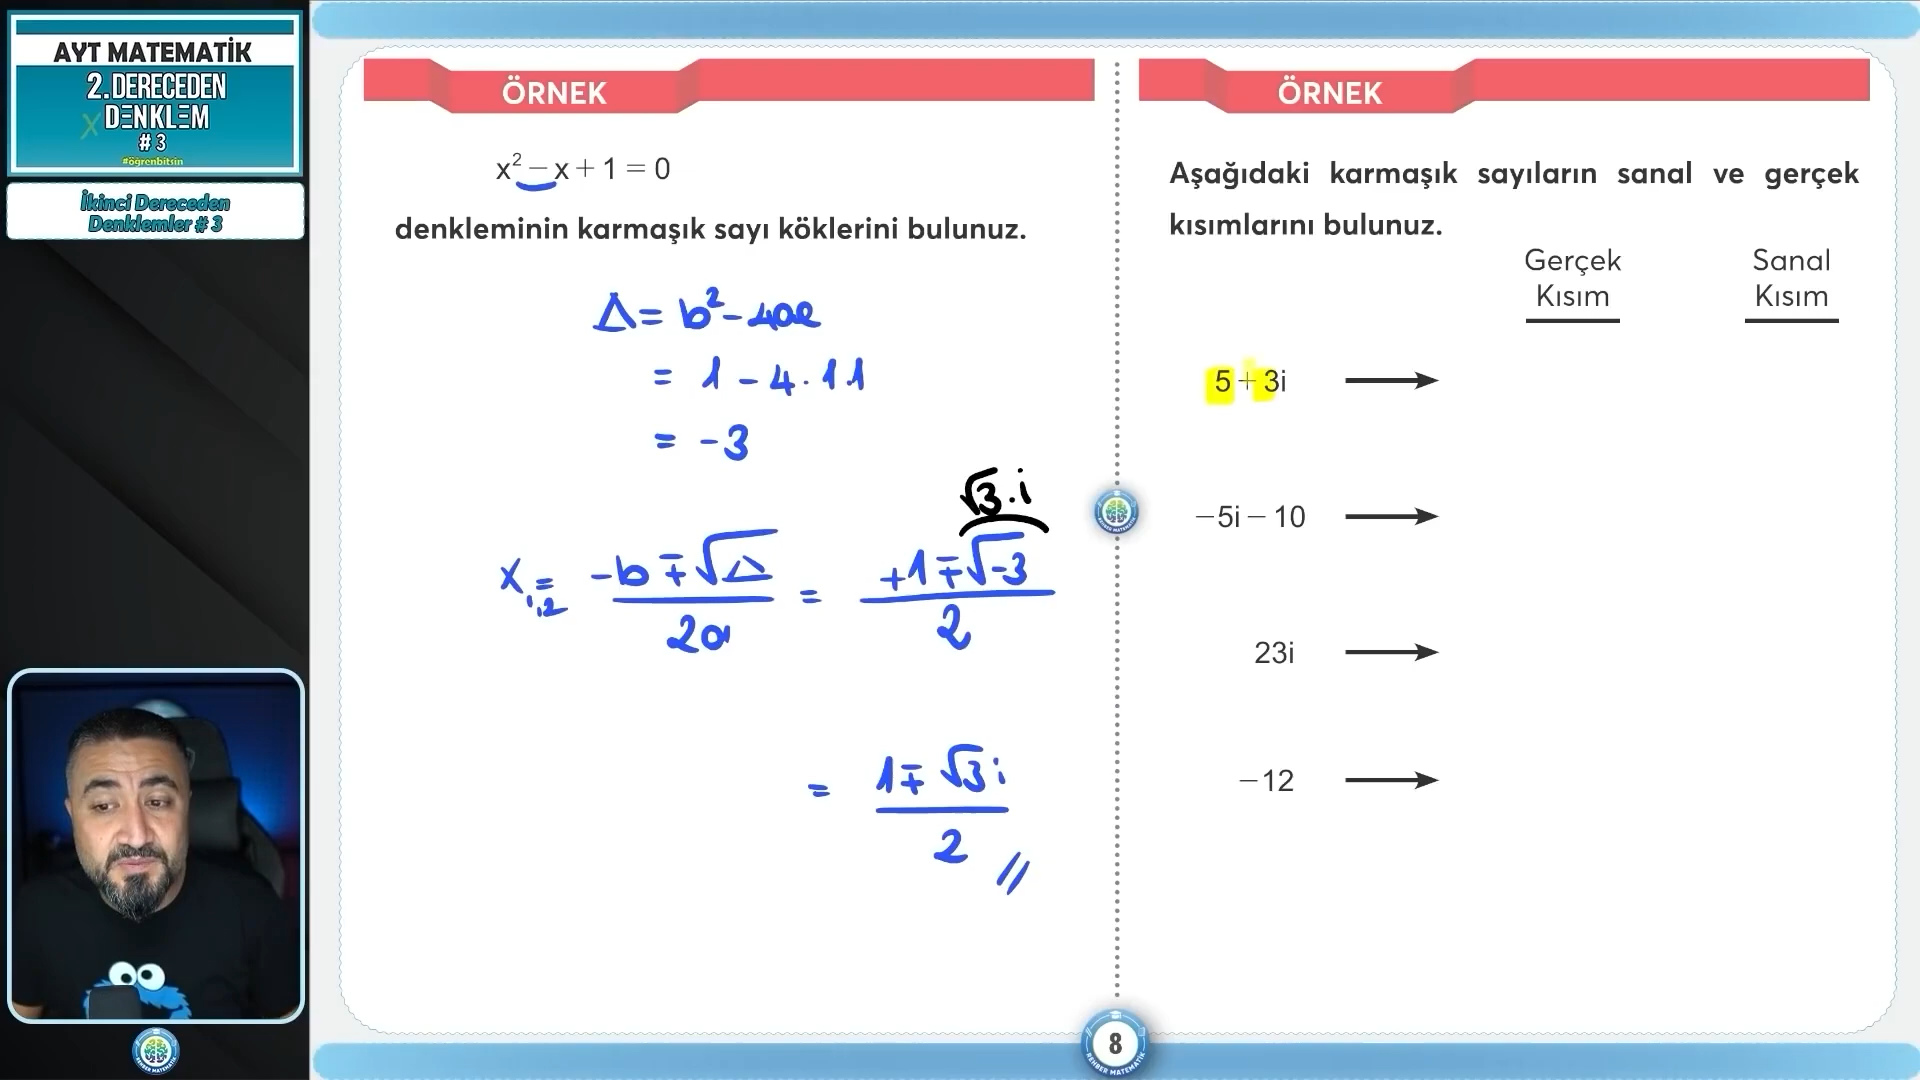 AYT MATEMATİK
2. DERECEDEN
DENKLEM
# 3
#öğrenbitsin
İkinci Dereceden
Denklemler # 3
ÖRNEK
x² − x + 1 = 0
denkleminin karmaşık sayı köklerini bulunuz.
Δ = b² - 4ac
= 1 - 4.1.1
= -3
√3.i
x₁,₂ = (-b ∓ √Δ)/2a = (+1 ∓ √-3)/2
= (1 ∓ √3 i)/2 //
ÖRNEK
Aşağıdaki karmaşık sayıların sanal ve gerçek
kısımlarını bulunuz.
Gerçek Kısım
Sanal Kısım
5 + 3i →
−5i − 10 →
23i →
−12 →
8
REHBER MATEMATİK